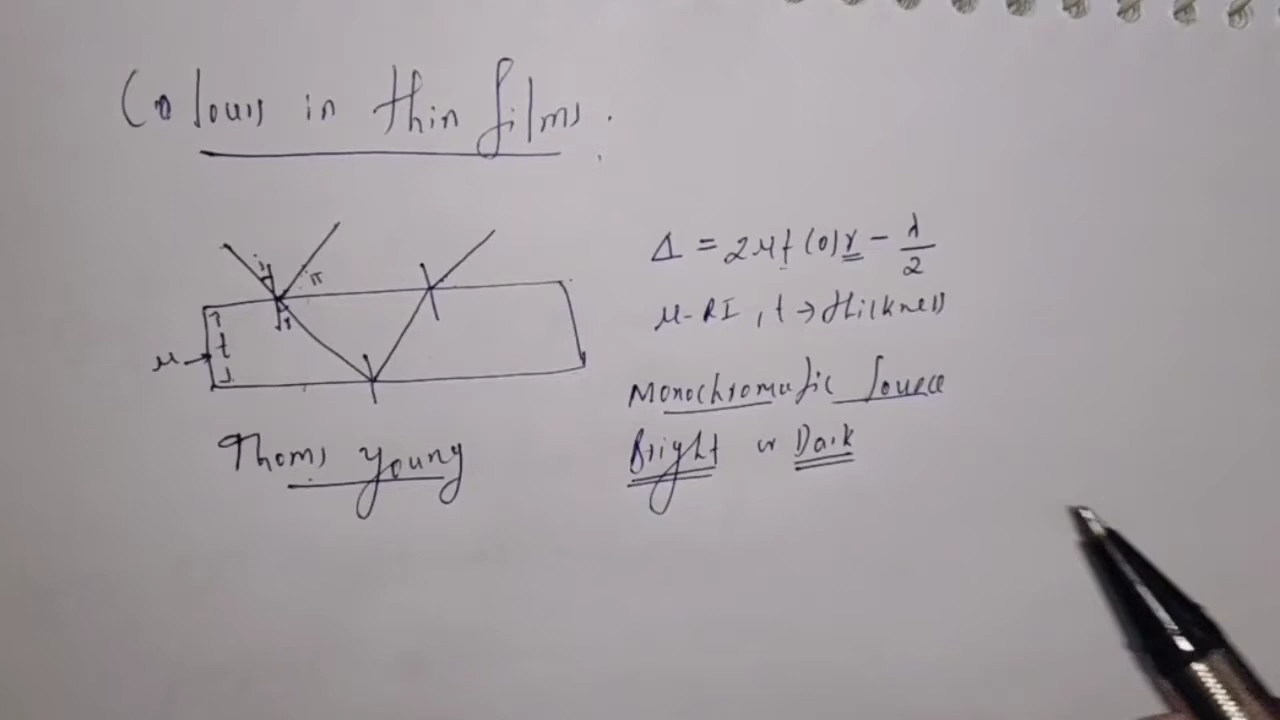 Colours in thin films.
i
π
r
t
μ
Δ = 2μt cos r - λ/2
μ - RI, t → thickness
Monochromatic Source
Bright or Dark
Thoms young